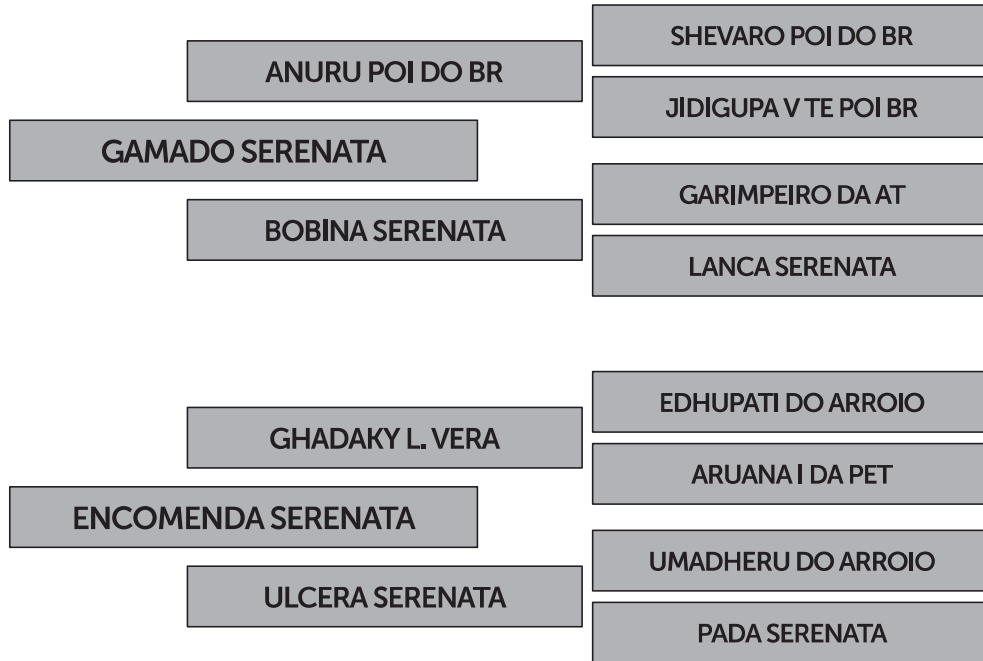 SHEVARO POI DO BR
ANURU POI DO BR
JIDIGUPA V TE POI BR
GAMADO SERENATA
GARIMPEIRO DA AT
BOBINA SERENATA
LANCA SERENATA
EDHUPATI DO ARROIO
GHADAKY L. VERA
ARUANA I DA PET
ENCOMENDA SERENATA
UMADHERU DO ARROIO
ULCERA SERENATA
PADA SERENATA